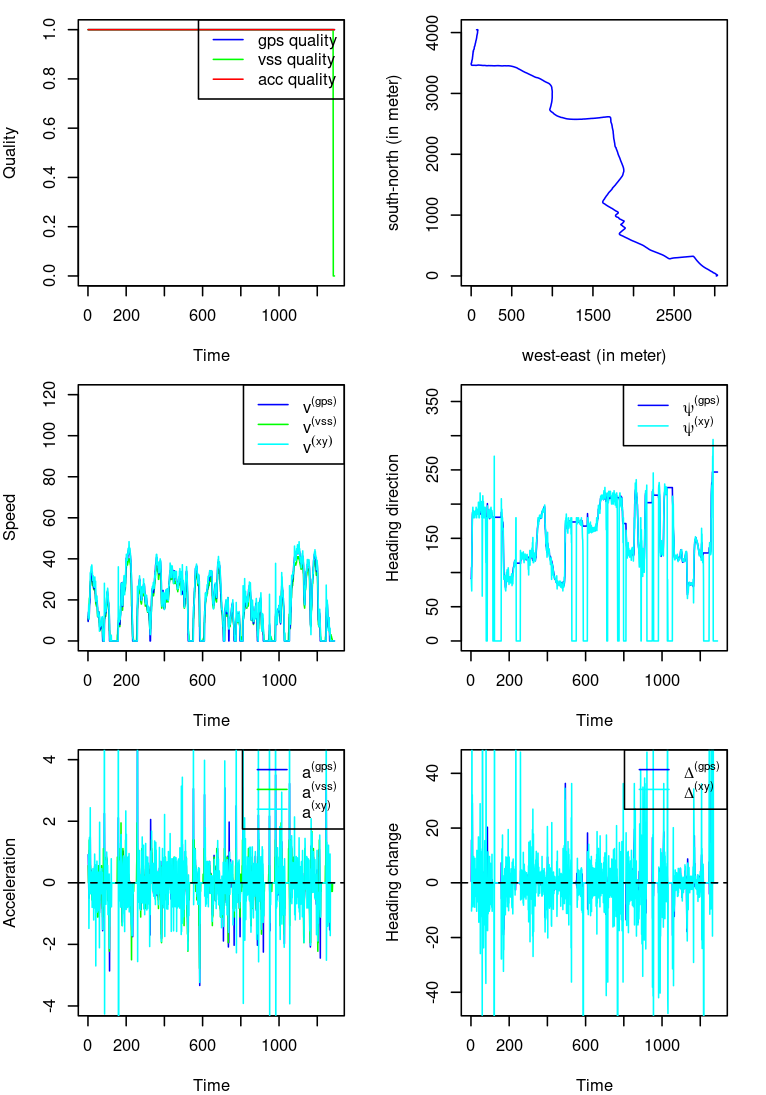 gps quality
vss quality
acc quality
Quality
0.0 0.2 0.4 0.6 0.8 1.0
0 200 600 1000
Time
south-north (in meter)
0 1000 2000 3000 4000
0 500 1500 2500
west-east (in meter)
v(gps)
v(vss)
v(xy)
Speed
0 20 40 60 80 100 120
0 200 600 1000
Time
ψ(gps)
ψ(xy)
Heading direction
0 50 150 250 350
0 200 600 1000
Time
a(gps)
a(vss)
a(xy)
Acceleration
-4 -2 0 2 4
0 200 600 1000
Time
Δ(gps)
Δ(xy)
Heading change
-40 -20 0 20 40
0 200 600 1000
Time